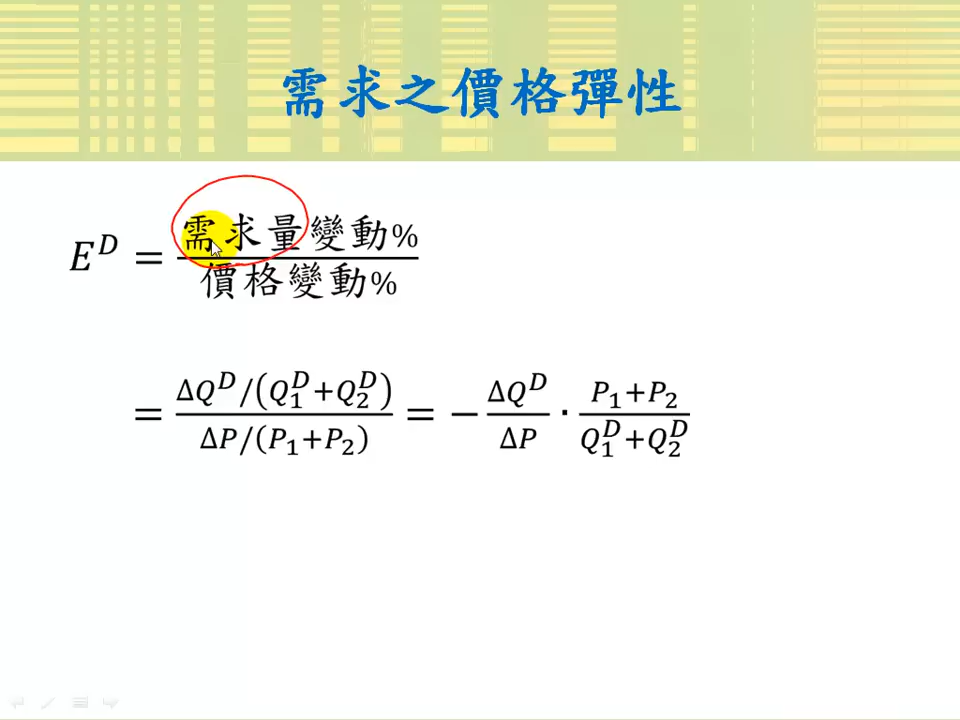 需求之價格彈性
E^D = 需求量變動% / 價格變動%
= ΔQ^D/(Q_1^D+Q_2^D) / ΔP/(P_1+P_2) = − ΔQ^D / ΔP · P_1+P_2 / Q_1^D+Q_2^D